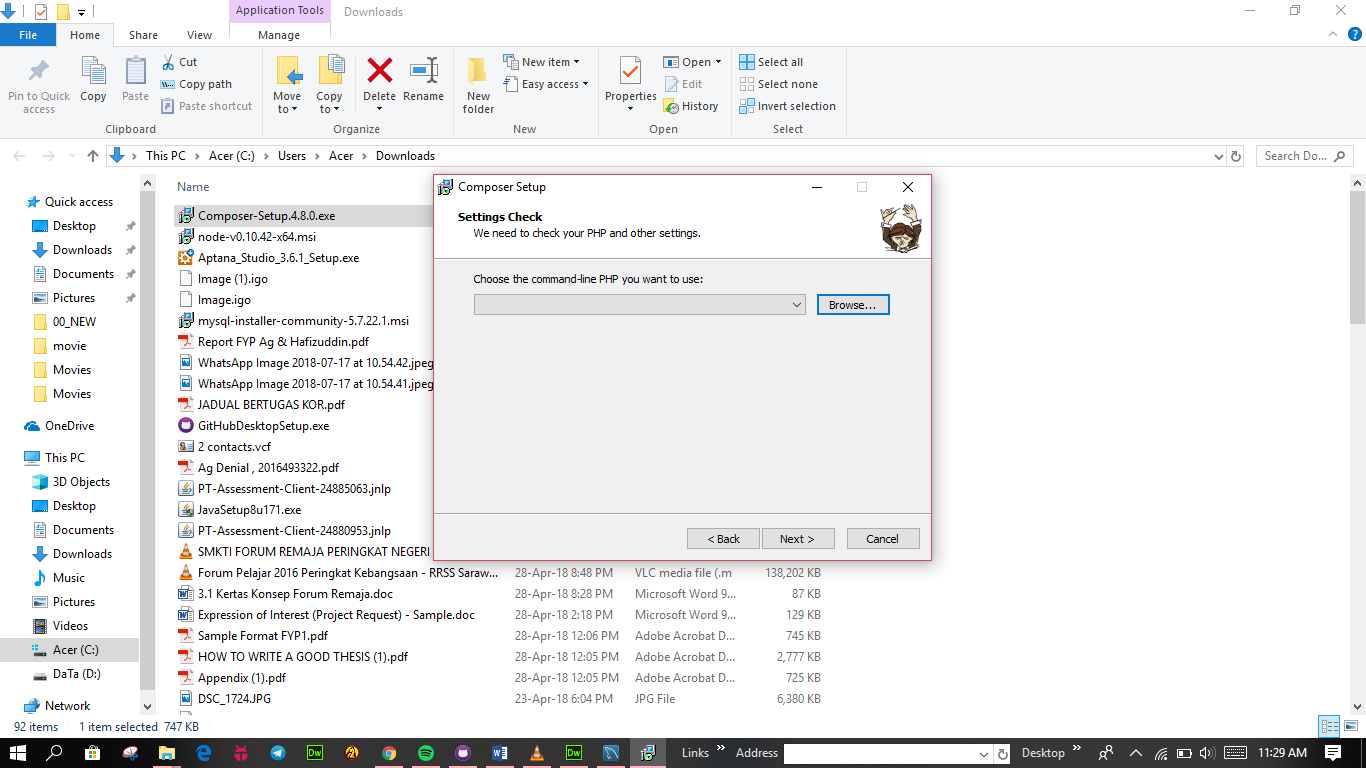 Application Tools
Downloads
File
Home
Share
View
Manage
Pin to Quick access
Copy
Paste
Cut
Copy path
Paste shortcut
Clipboard
Move to
Copy to
Delete
Rename
Organize
New folder
New item
Easy access
New
Properties
Open
Edit
History
Open
Select all
Select none
Invert selection
Select
This PC > Acer (C:) > Users > Acer > Downloads
Search Do...
Quick access
Desktop
Downloads
Documents
Pictures
00_NEW
movie
Movies
Movies
OneDrive
This PC
3D Objects
Desktop
Documents
Downloads
Music
Pictures
Videos
Acer (C:)
DaTa (D:)
Network
Name
Composer-Setup.4.8.0.exe
node-v0.10.42-x64.msi
Aptana_Studio_3.6.1_Setup.exe
Image (1).igo
Image.igo
mysql-installer-community-5.7.22.1.msi
Report FYP Ag & Hafizuddin.pdf
WhatsApp Image 2018-07-17 at 10.54.42.jpeg
WhatsApp Image 2018-07-17 at 10.54.41.jpeg
JADUAL BERTUGAS KOR.pdf
GitHubDesktopSetup.exe
2 contacts.vcf
Ag Denial , 2016493322.pdf
PT-Assessment-Client-24885063.jnlp
JavaSetup8u171.exe
PT-Assessment-Client-24880953.jnlp
SMKTI FORUM REMAJA PERINGKAT NEGERI
Forum Pelajar 2016 Peringkat Kebangsaan - RRSS Saraw... 28-Apr-18 8:48 PM VLC media file (.m 138,202 KB
3.1 Kertas Konsep Forum Remaja.doc 28-Apr-18 8:28 PM Microsoft Word 9... 87 KB
Expression of Interest (Project Request) - Sample.doc 28-Apr-18 2:18 PM Microsoft Word 9... 129 KB
Sample Format FYP1.pdf 28-Apr-18 12:06 PM Adobe Acrobat D... 745 KB
HOW TO WRITE A GOOD THESIS (1).pdf 28-Apr-18 12:05 PM Adobe Acrobat D... 2,777 KB
Appendix (1).pdf 28-Apr-18 12:05 PM Adobe Acrobat D... 725 KB
DSC_1724.JPG 23-Apr-18 6:04 PM JPG File 6,380 KB
Composer Setup
Settings Check
We need to check your PHP and other settings.
Choose the command-line PHP you want to use:
Browse...
< Back
Next >
Cancel
92 items 1 item selected 747 KB
Dw
Dw
Links
Address
Desktop
11:29 AM